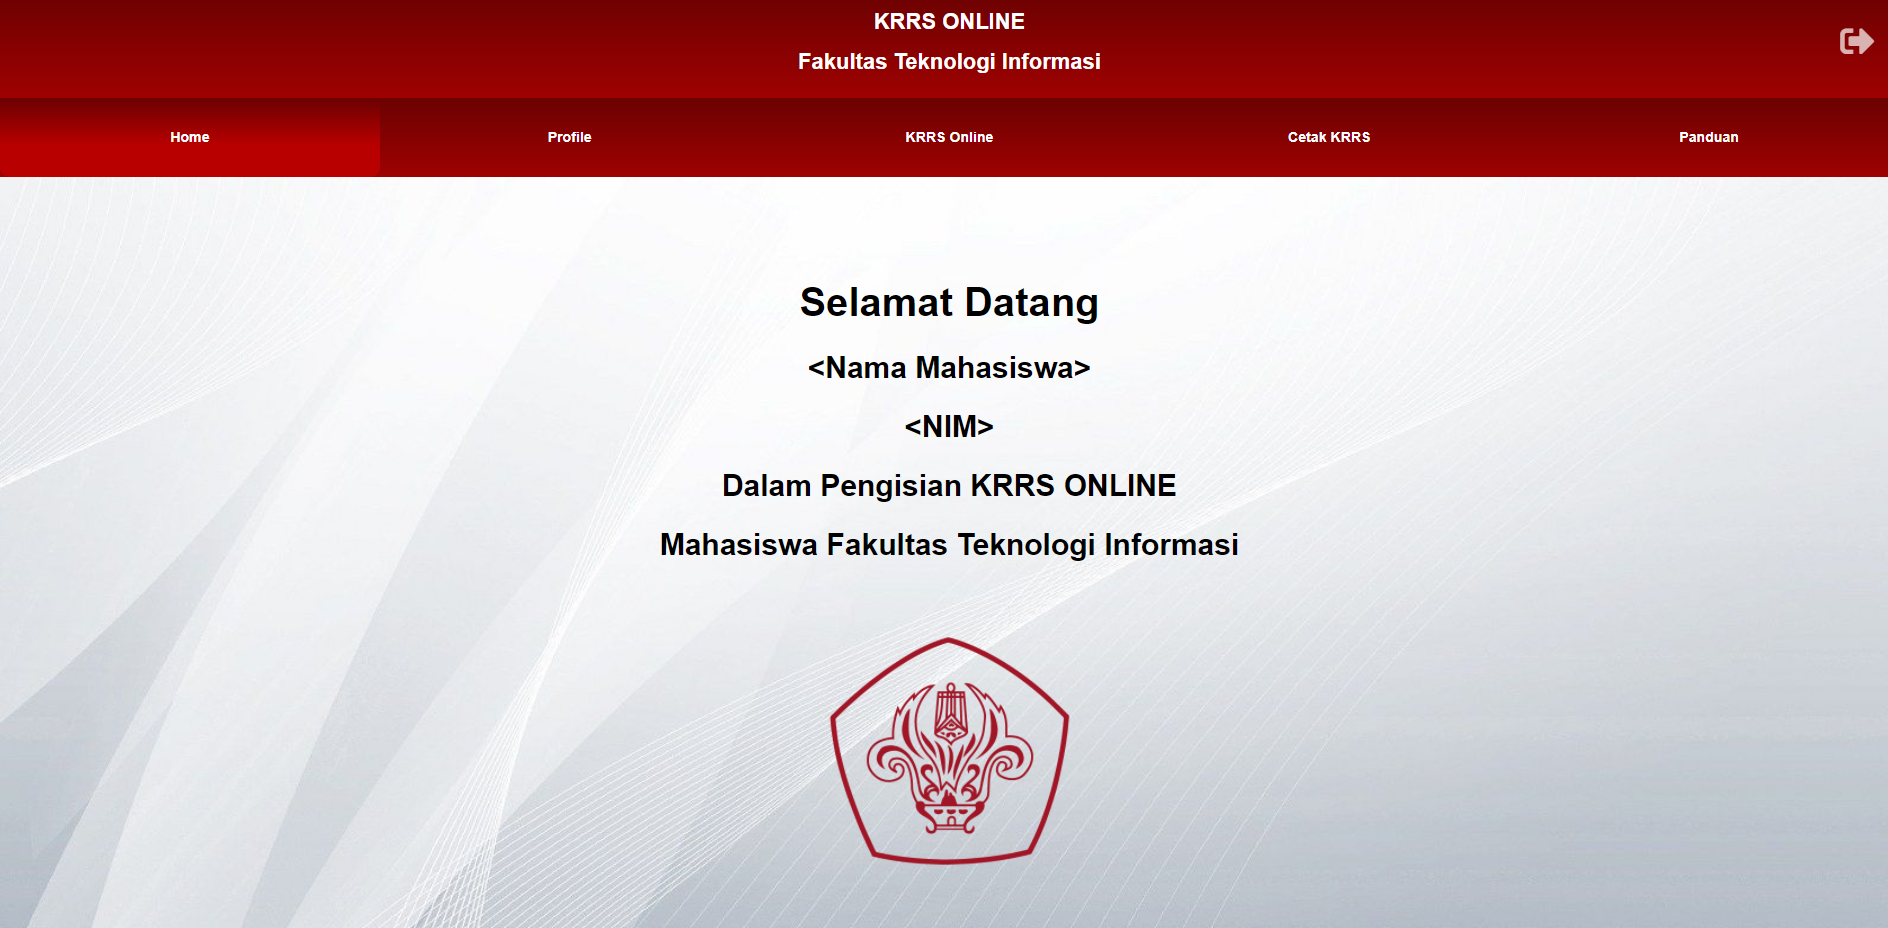 KRRS ONLINE
Fakultas Teknologi Informasi
Home
Profile
KRRS Online
Cetak KRRS
Panduan
Selamat Datang
<Nama Mahasiswa>
<NIM>
Dalam Pengisian KRRS ONLINE
Mahasiswa Fakultas Teknologi Informasi